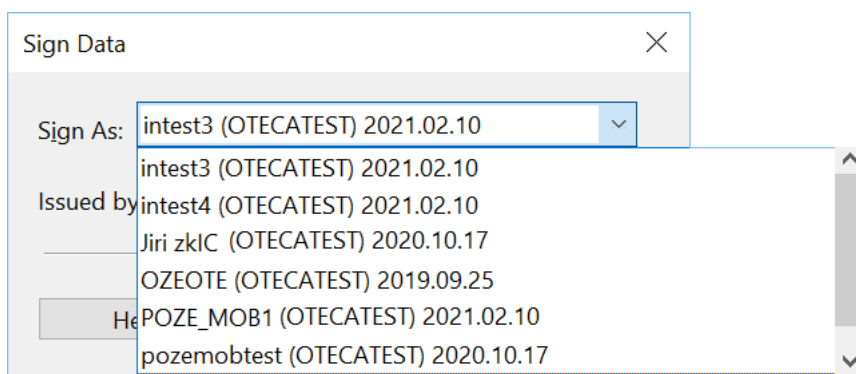 Sign Data
Sign As: intest3 (OTECATEST) 2021.02.10
intest3 (OTECATEST) 2021.02.10
Issued by intest4 (OTECATEST) 2021.02.10
Jiri zkIC (OTECATEST) 2020.10.17
OZEOTE (OTECATEST) 2019.09.25
He POZE_MOB1 (OTECATEST) 2021.02.10
pozemobtest (OTECATEST) 2020.10.17